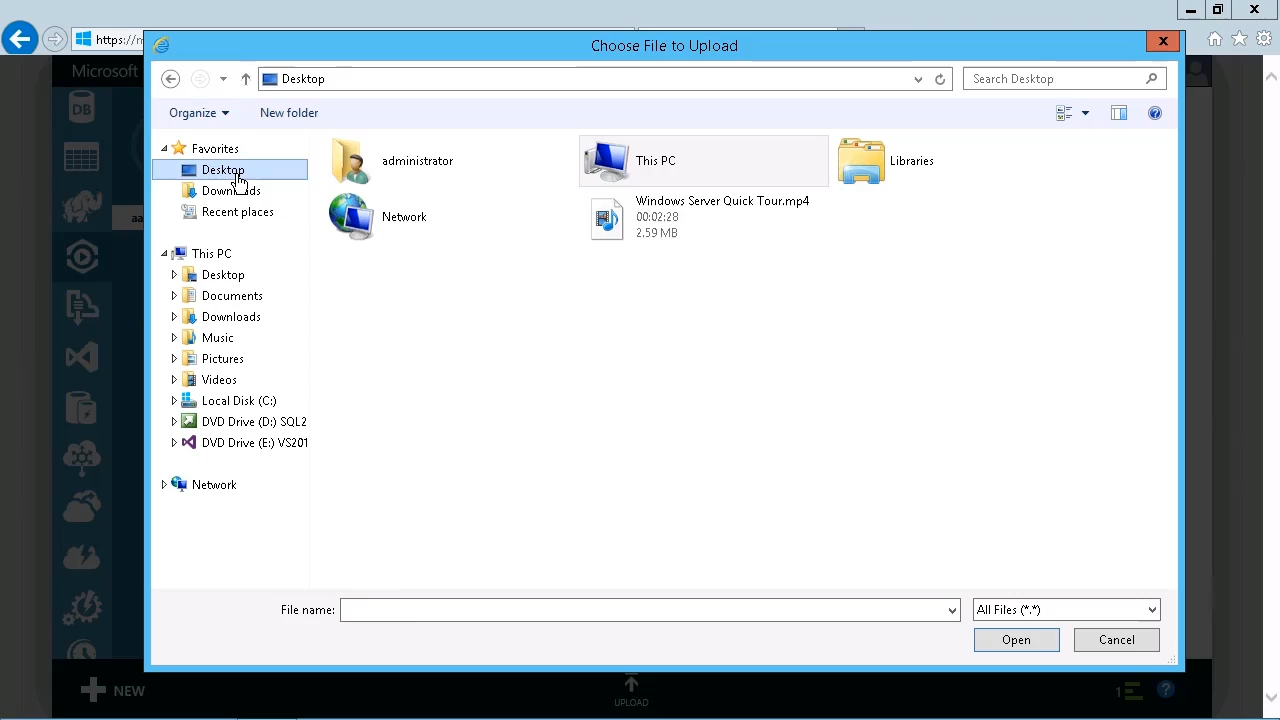 https://m
Choose File to Upload
Microsoft
Desktop
Search Desktop
Organize
New folder
Favorites
Desktop
Downloads
Recent places
This PC
Desktop
Documents
Downloads
Music
Pictures
Videos
Local Disk (C:)
DVD Drive (D:) SQL2
DVD Drive (E:) VS201
Network
administrator
This PC
Libraries
Network
Windows Server Quick Tour.mp4
00:02:28
2.59 MB
DB
aa
File name:
All Files (*.*)
Open
Cancel
NEW
UPLOAD
1